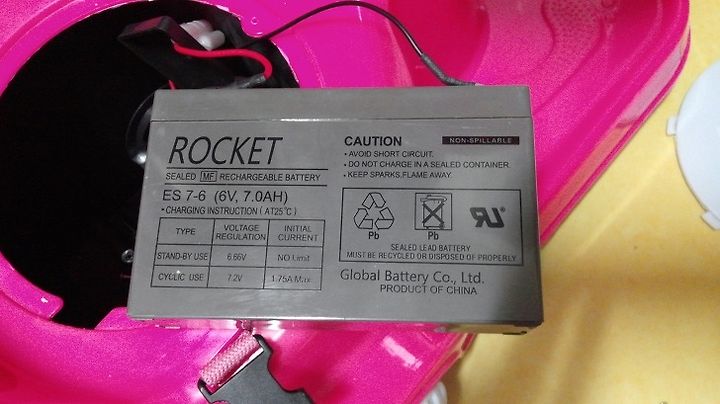 ROCKET
SEALED MF RECHARGEABLE BATTERY
ES 7-6 (6V, 7.0AH)
• CHARGING INSTRUCTION ( AT25°C )
TYPE VOLTAGE REGULATION INITIAL CURRENT
STAND-BY USE 6.66V NO Limit
CYCLIC USE 7.2V 1.75A Max
CAUTION
NON-SPILLABLE
• AVOID SHORT CIRCUIT.
• DO NOT CHARGE IN A SEALED CONTAINER.
• KEEP SPARKS,FLAME AWAY.
Pb Pb
SEALED LEAD BATTERY
MUST BE RECYCLED OR DISPOSED OF PROPERLY
Global Battery Co., Ltd.
PRODUCT OF CHINA